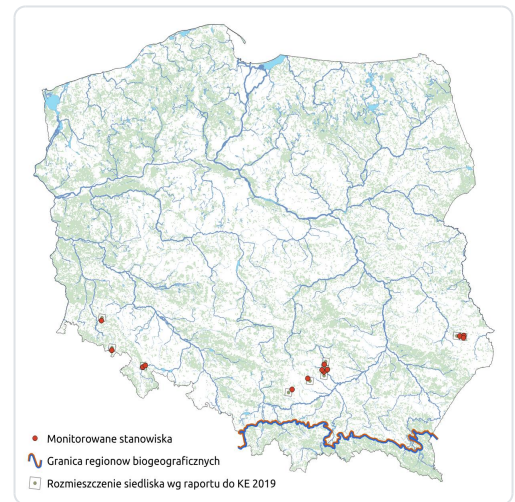 Monitorowane stanowiska
Granica regionow biogeograficznych
Rozmieszczenie siedliska wg raportu do KE 2019